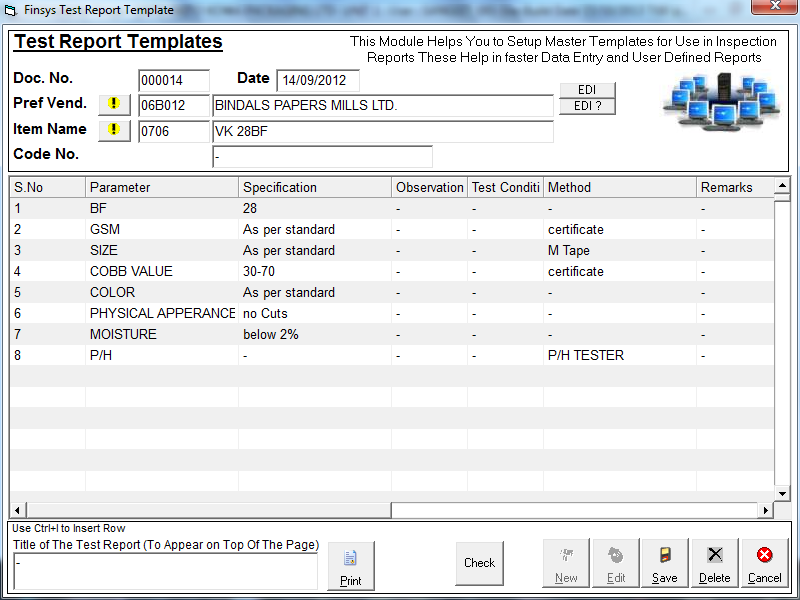 Finsys Test Report Template
Test Report Templates
This Module Helps You to Setup Master Templates for Use in Inspection
Reports These Help in faster Data Entry and User Defined Reports
Doc. No. 000014 Date 14/09/2012
Pref Vend. ! 06B012 BINDALS PAPERS MILLS LTD. EDI
EDI ?
Item Name ! 0706 VK 28BF
Code No. -
S.No Parameter Specification Observation Test Conditi Method Remarks
1 BF 28 - - - -
2 GSM As per standard - - certificate -
3 SIZE As per standard - - M Tape -
4 COBB VALUE 30-70 - - certificate -
5 COLOR As per standard - - - -
6 PHYSICAL APPERANCE no Cuts - - - -
7 MOISTURE below 2% - - - -
8 P/H - - - P/H TESTER -
Use Ctrl+I to Insert Row
Title of The Test Report (To Appear on Top Of The Page)
-
Print Check New Edit Save Delete Cancel